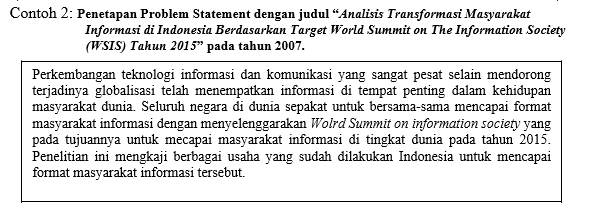 Contoh 2: Penetapan Problem Statement dengan judul “Analisis Transformasi Masyarakat
Informasi di Indonesia Berdasarkan Target World Summit on The Information Society
(WSIS) Tahun 2015” pada tahun 2007.
Perkembangan teknologi informasi dan komunikasi yang sangat pesat selain mendorong
terjadinya globalisasi telah menempatkan informasi di tempat penting dalam kehidupan
masyarakat dunia. Seluruh negara di dunia sepakat untuk bersama-sama mencapai format
masyarakat informasi dengan menyelenggarakan Wolrd Summit on information society yang
pada tujuannya untuk mecapai masyarakat informasi di tingkat dunia pada tahun 2015.
Penelitian ini mengkaji berbagai usaha yang sudah dilakukan Indonesia untuk mencapai
format masyarakat informasi tersebut.